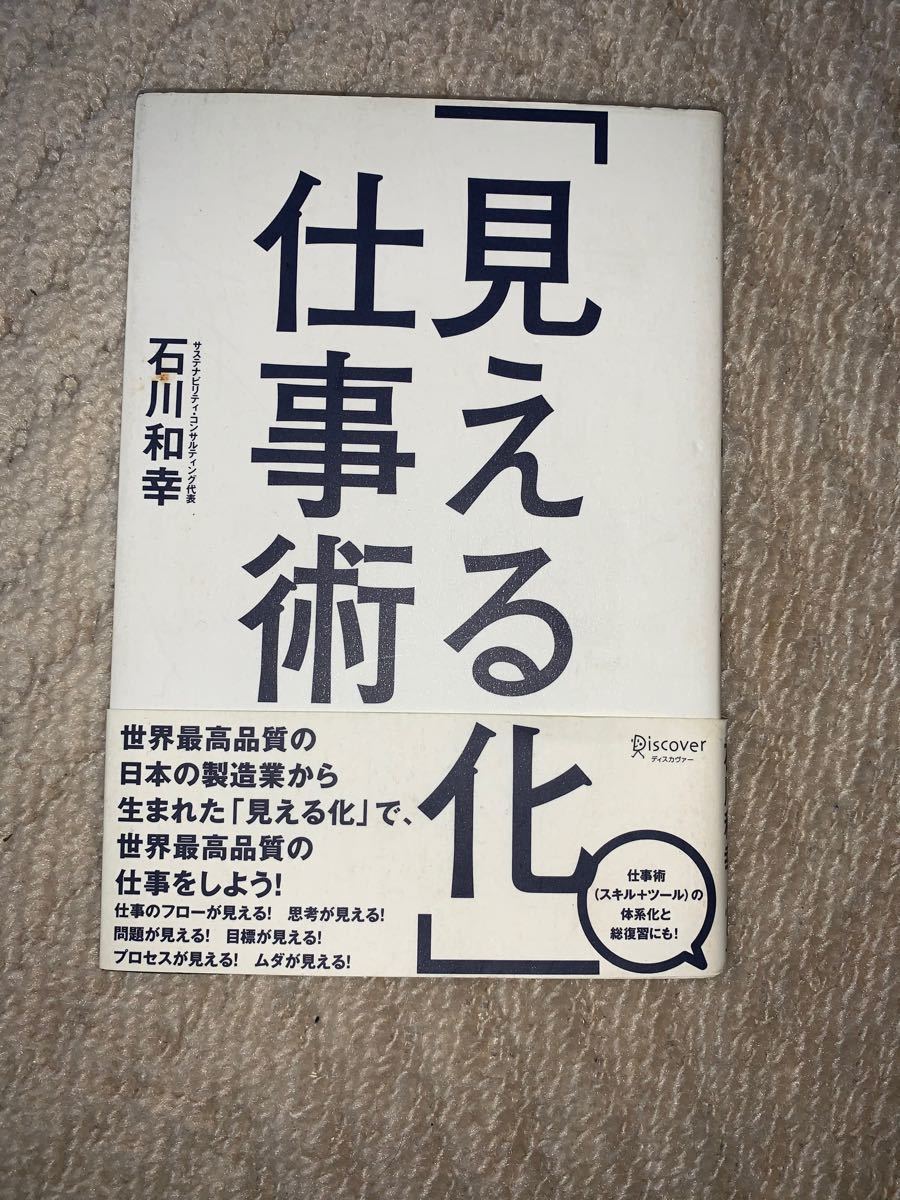 「見える化」
仕事術
サステナビリティ・コンサルティング代表
石川和幸
世界最高品質の
日本の製造業から
生まれた「見える化」で、
世界最高品質の
仕事をしよう!
仕事のフローが見える! 思考が見える!
問題が見える! 目標が見える!
プロセスが見える! ムダが見える!
Discover
ディスカヴァー
仕事術
(スキル+ツール)の
体系化と
総復習にも!